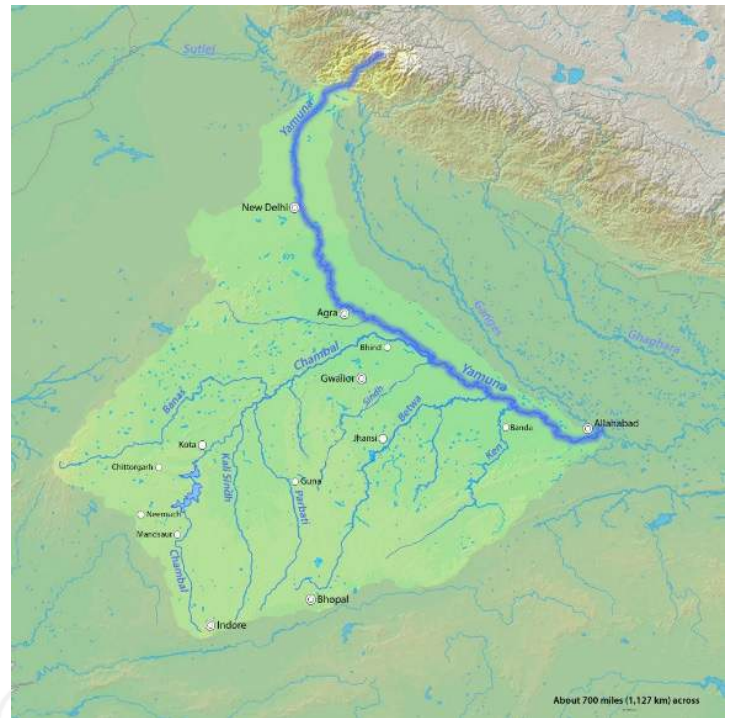 Sutlej
Yamuna
New Delhi
Ganges
Agra
Ghaghara
Chambal
Bhind
Yamuna
Gwalior
Sindh
Banas
Betwa
Allahabad
Banda
Kota
Jhansi
Ken
Chittorgarh
Kali Sindh
Guna
Parbati
Neemuch
Mandsaur
Chambal
Bhopal
Indore
About 700 miles (1,127 km) across